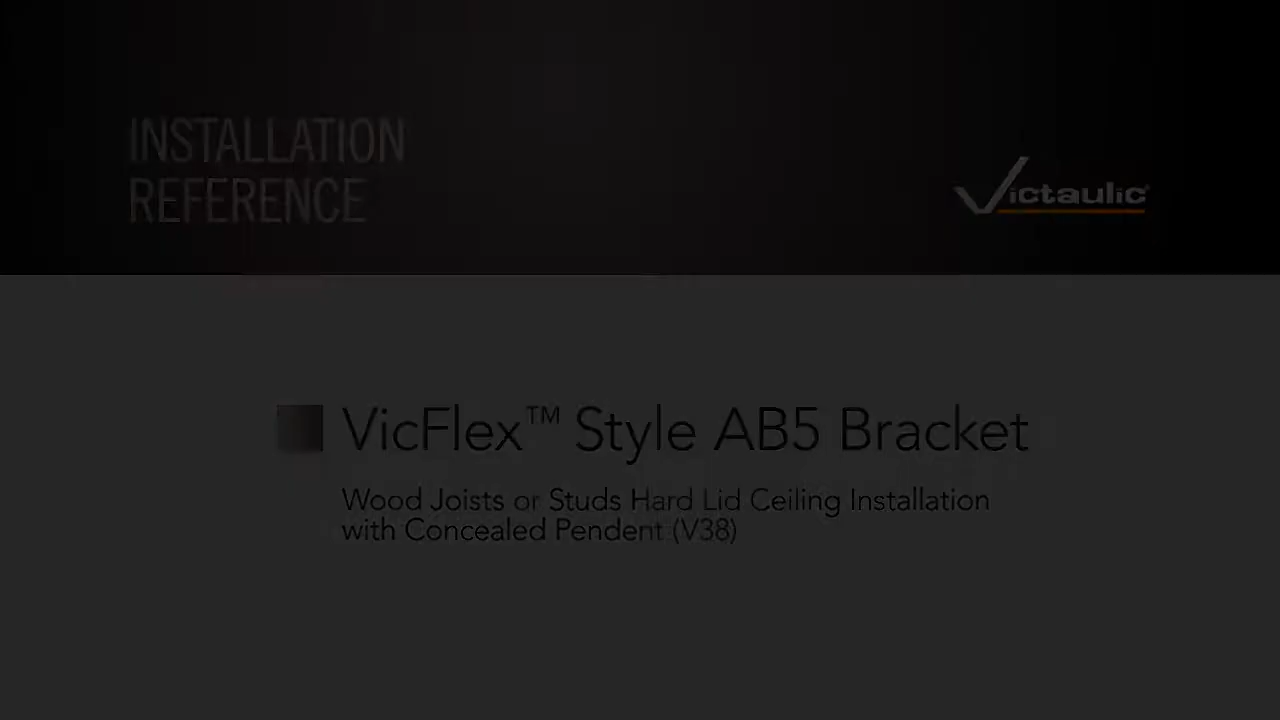 INSTALLATION
REFERENCE
Victaulic®
VicFlex™ Style AB5 Bracket
Wood Joists or Studs Hard Lid Ceiling Installation
with Concealed Pendent (V38)